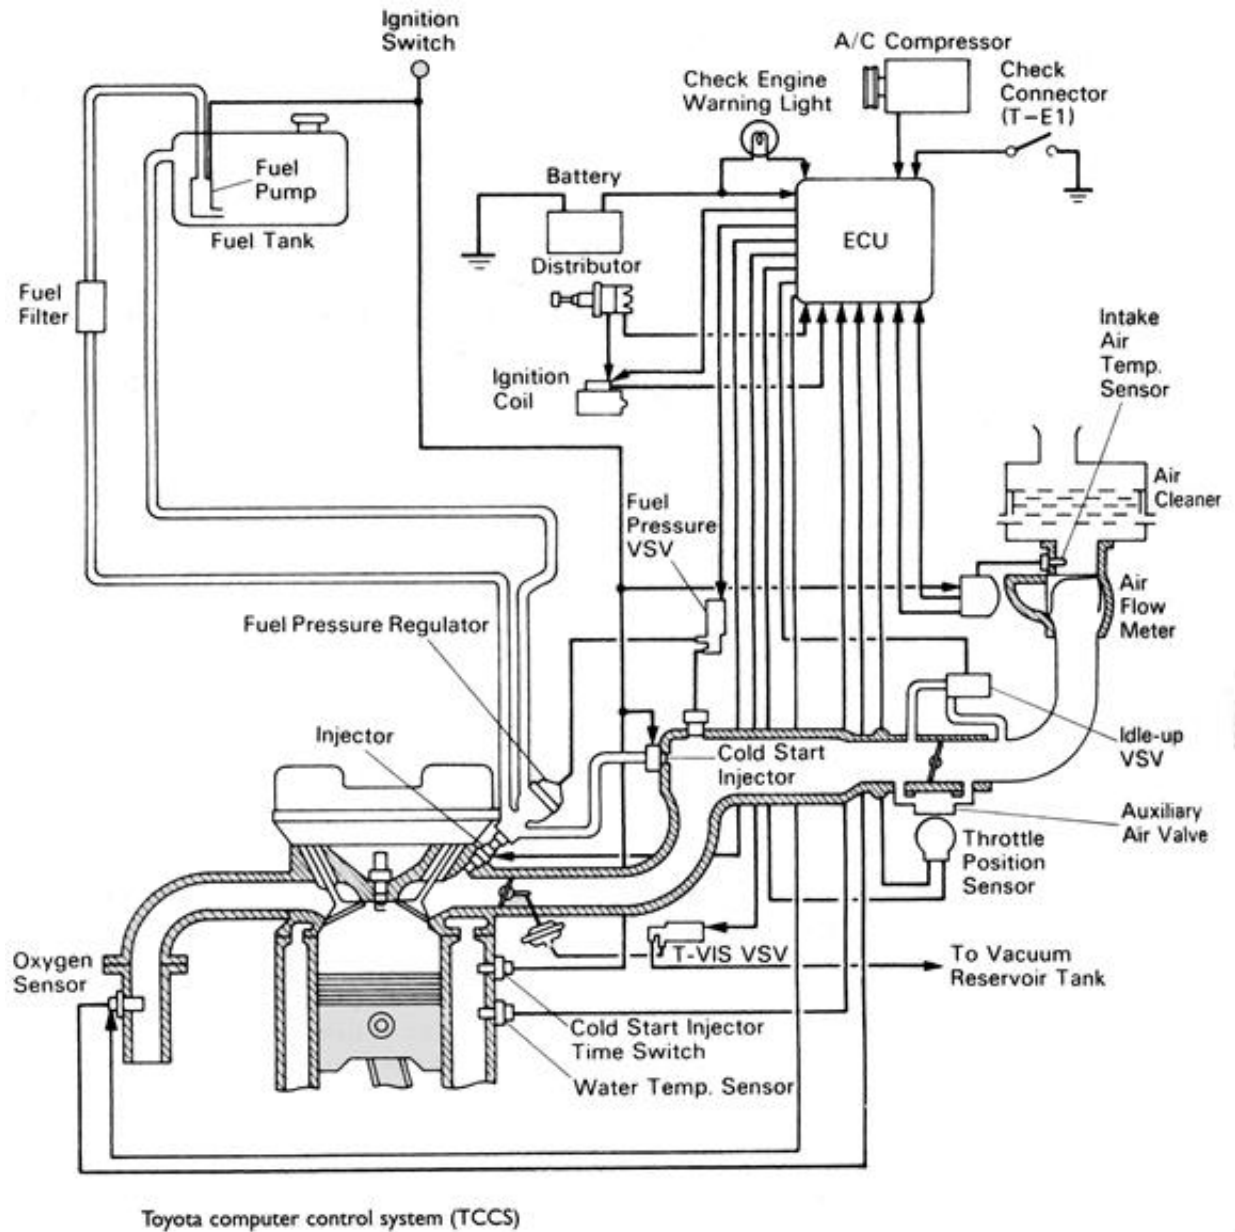 Ignition
Switch
A/C Compressor
Check Engine
Warning Light
Check
Connector
(T-E1)
Fuel
Pump
Fuel Tank
Battery
ECU
Distributor
Fuel
Filter
Intake
Air
Temp.
Sensor
Ignition
Coil
Air
Cleaner
Fuel
Pressure
VSV
Air
Flow
Meter
Fuel Pressure Regulator
Injector
Cold Start
Injector
Idle-up
VSV
Auxiliary
Air Valve
Throttle
Position
Sensor
Oxygen
Sensor
T-VIS VSV
To Vacuum
Reservoir Tank
Cold Start Injector
Time Switch
Water Temp. Sensor
Toyota computer control system (TCCS)